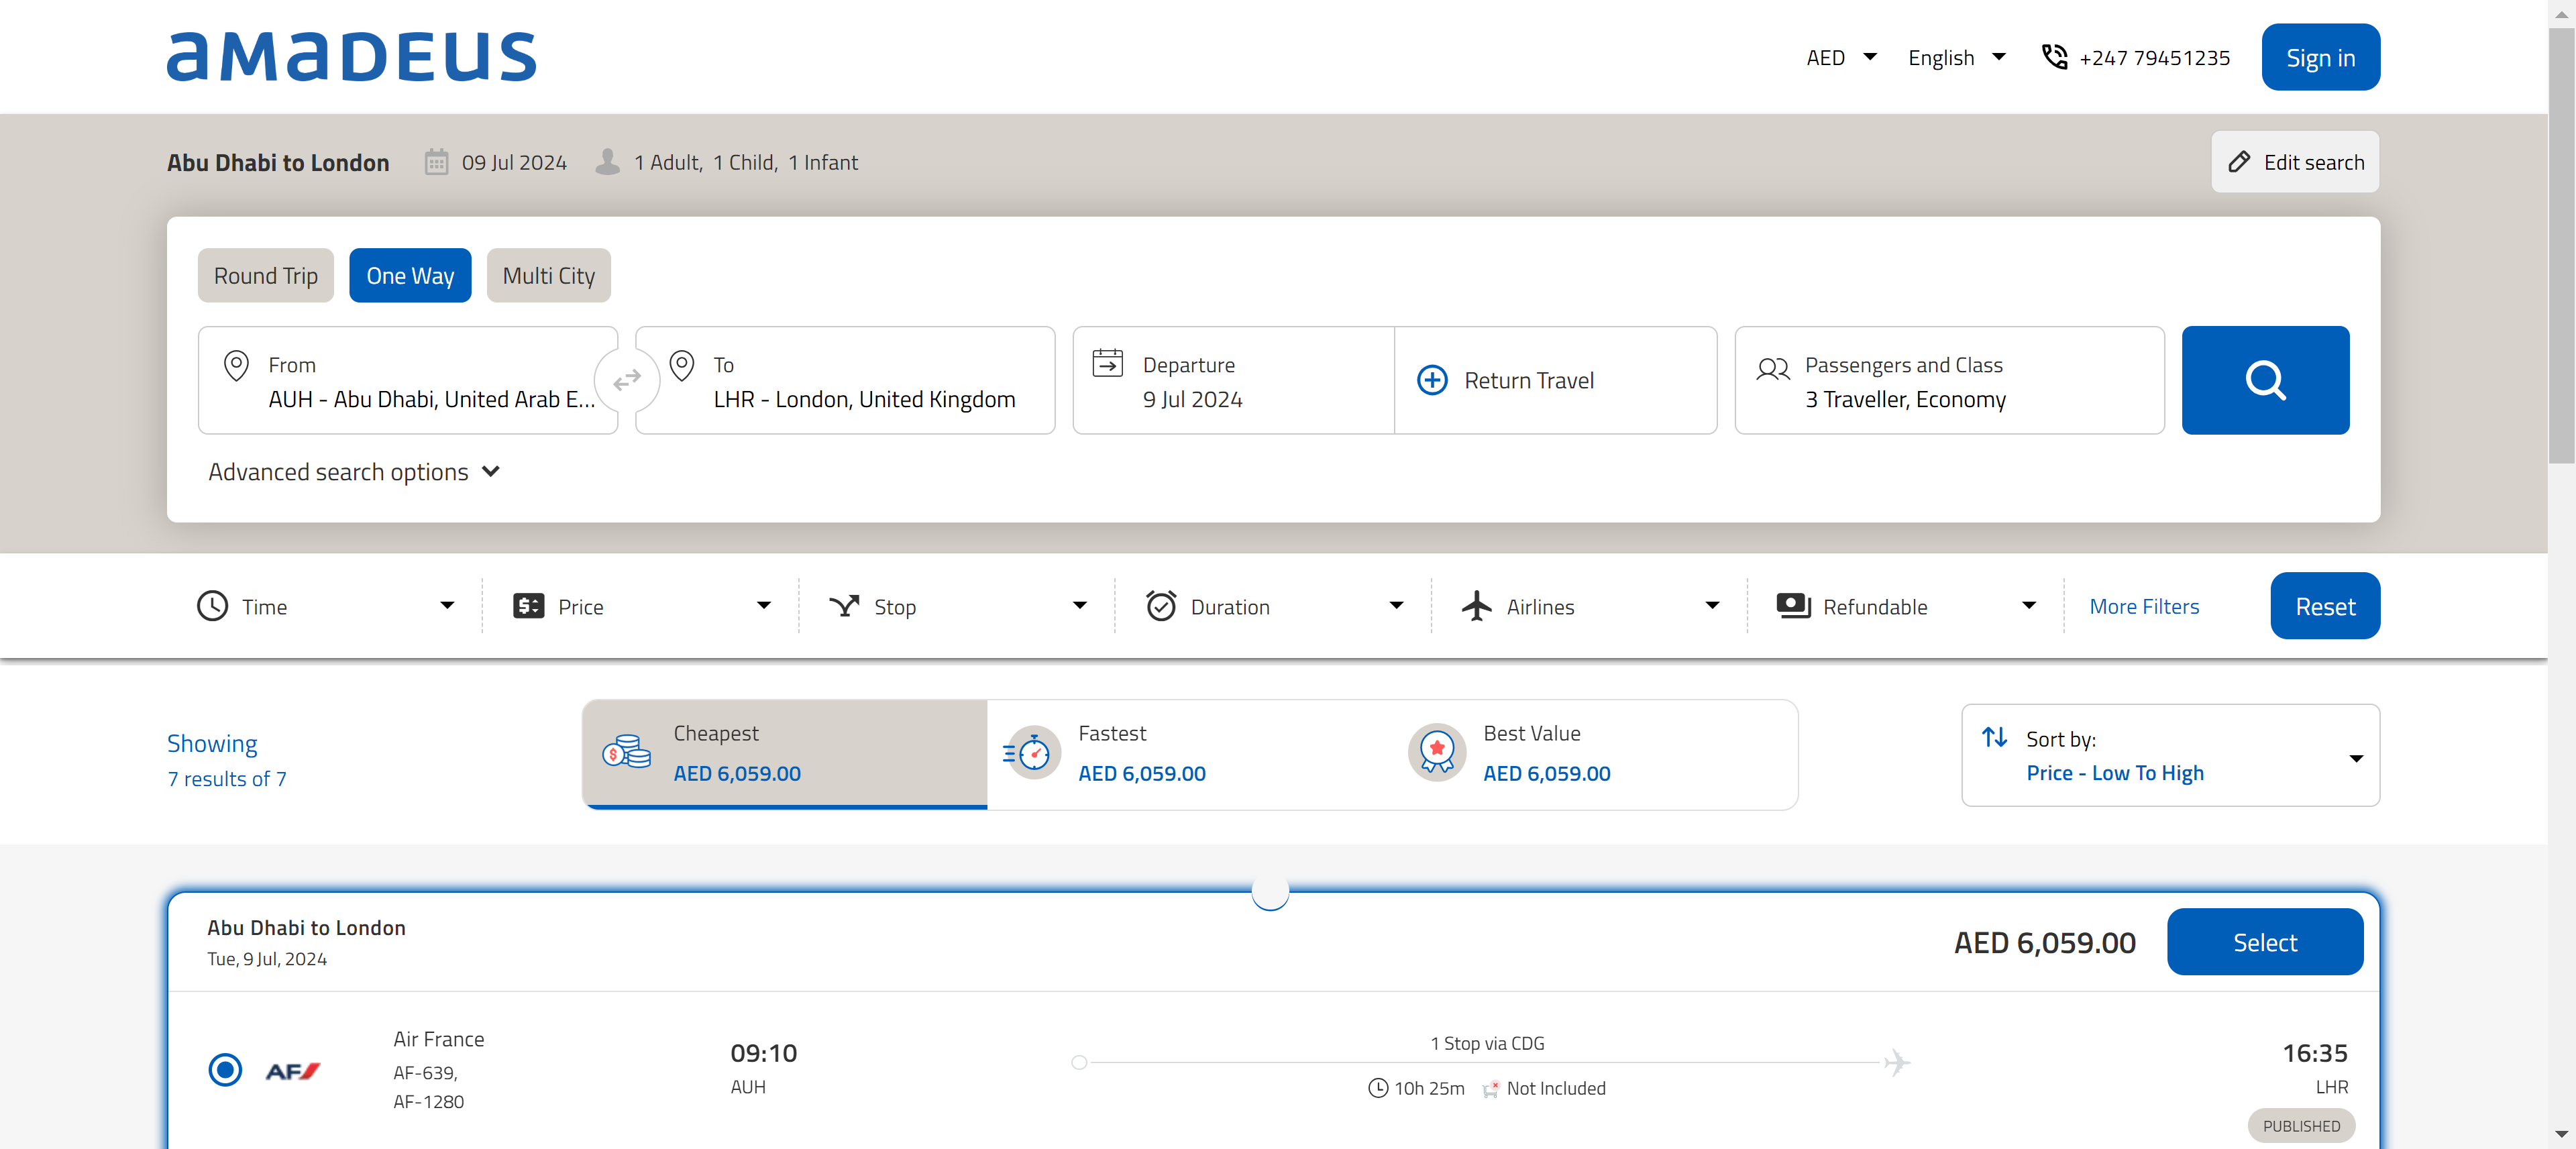 amadeus
AED
English
+247 79451235
Sign in
Abu Dhabi to London
09 Jul 2024
1 Adult, 1 Child, 1 Infant
Edit search
Round Trip
One Way
Multi City
From
AUH - Abu Dhabi, United Arab E...
To
LHR - London, United Kingdom
Departure
9 Jul 2024
Return Travel
Passengers and Class
3 Traveller, Economy
Advanced search options
Time
Price
Stop
Duration
Airlines
Refundable
More Filters
Reset
Showing
7 results of 7
Cheapest
AED 6,059.00
Fastest
AED 6,059.00
Best Value
AED 6,059.00
Sort by:
Price - Low To High
Abu Dhabi to London
Tue, 9 Jul, 2024
AED 6,059.00
Select
AF
Air France
AF-639,
AF-1280
09:10
AUH
1 Stop via CDG
10h 25m
Not Included
16:35
LHR
PUBLISHED